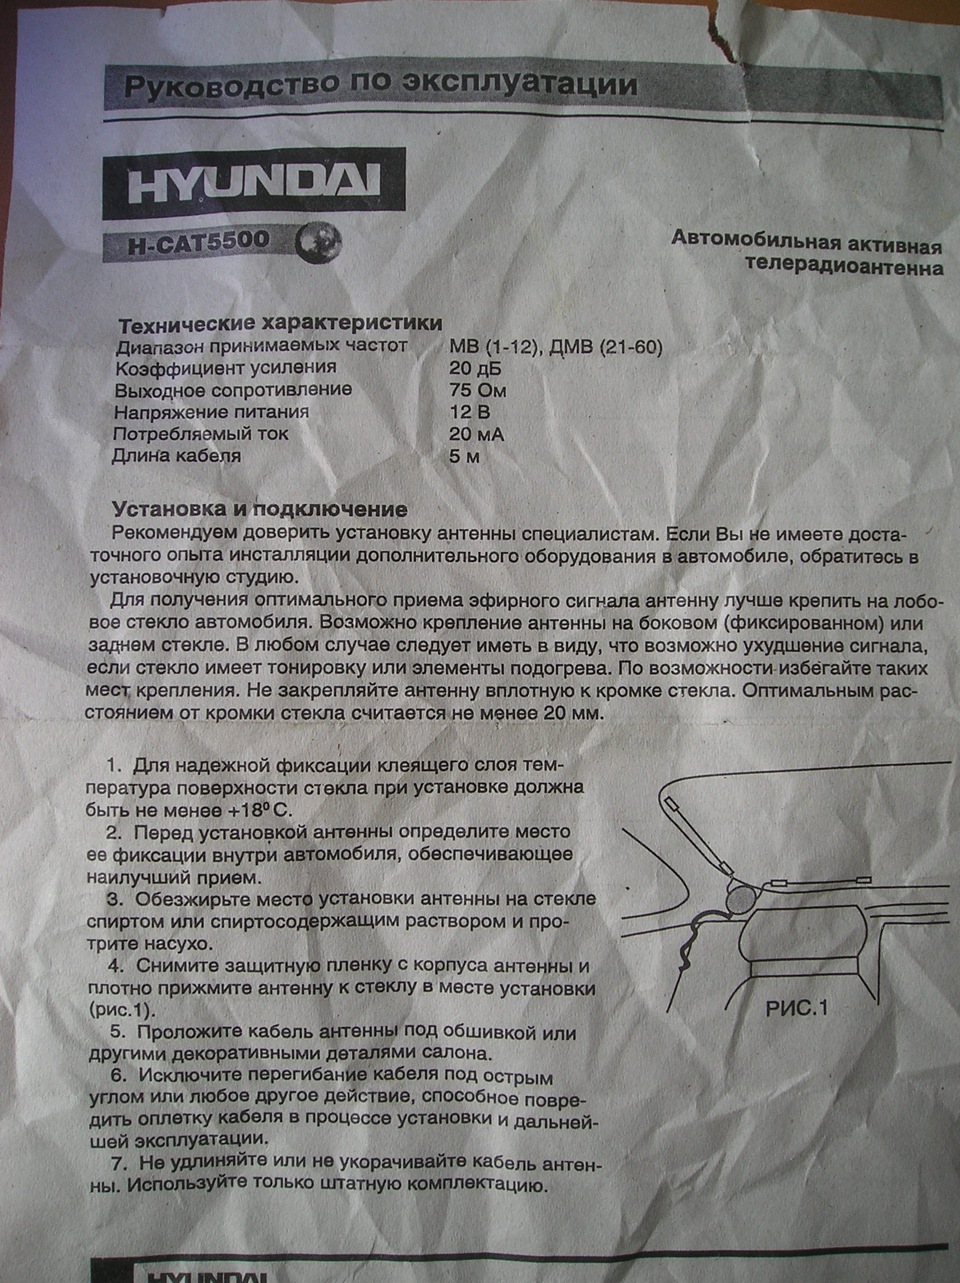 Руководство по эксплуатации
HYUNDAI
H-CAT5500
Автомобильная активная
телерадиоантенна
Технические характеристики
Диапазон принимаемых частот МВ (1-12), ДМВ (21-60)
Коэффициент усиления 20 дБ
Выходное сопротивление 75 Ом
Напряжение питания 12 В
Потребляемый ток 20 мА
Длина кабеля 5 м
Установка и подключение
Рекомендуем доверить установку антенны специалистам. Если Вы не имеете доста-
точного опыта инсталляции дополнительного оборудования в автомобиле, обратитесь в
установочную студию.
Для получения оптимального приема эфирного сигнала антенну лучше крепить на лобо-
вое стекло автомобиля. Возможно крепление антенны на боковом (фиксированном) или
заднем стекле. В любом случае следует иметь в виду, что возможно ухудшение сигнала,
если стекло имеет тонировку или элементы подогрева. По возможности избегайте таких
мест крепления. Не закрепляйте антенну вплотную к кромке стекла. Оптимальным рас-
стоянием от кромки стекла считается не менее 20 мм.
1. Для надежной фиксации клеящего слоя тем-
пература поверхности стекла при установке должна
быть не менее +18⁰ С.
2. Перед установкой антенны определите место
ее фиксации внутри автомобиля, обеспечивающее
наилучший прием.
3. Обезжирьте место установки антенны на стекле
спиртом или спиртосодержащим раствором и про-
трите насухо.
4. Снимите защитную пленку с корпуса антенны и
плотно прижмите антенну к стеклу в месте установки
(рис.1).
5. Проложите кабель антенны под обшивкой или
другими декоративными деталями салона.
6. Исключите перегибание кабеля под острым
углом или любое другое действие, способное повре-
дить оплетку кабеля в процессе установки и дальней-
шей эксплуатации.
7. Не удлиняйте или не укорачивайте кабель антен-
ны. Используйте только штатную комплектацию.
РИС.1
HYUNDAI